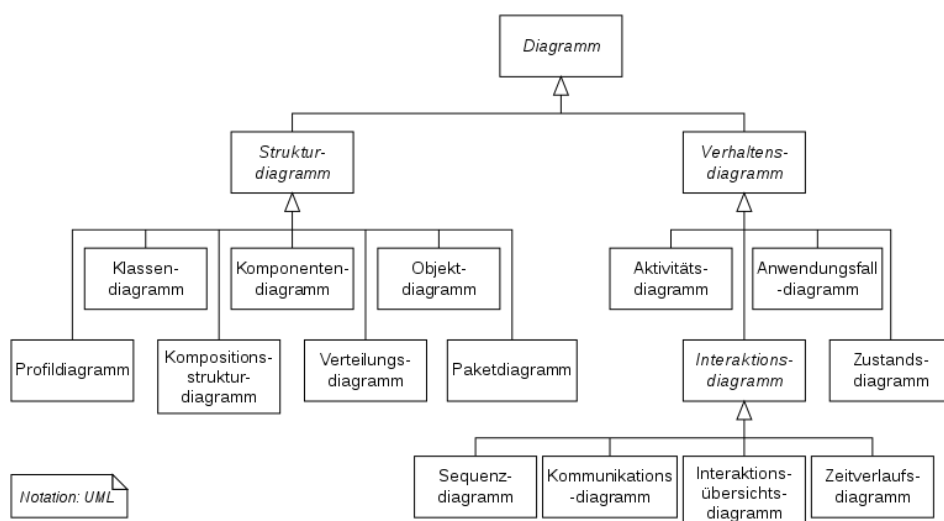 Diagramm
Struktur-
diagramm
Verhaltens-
diagramm
Klassen-
diagramm
Komponenten-
diagramm
Objekt-
diagramm
Aktivitäts-
diagramm
Anwendungsfall
-diagramm
Profildiagramm
Kompositions-
struktur-
diagramm
Verteilungs-
diagramm
Paketdiagramm
Interaktions-
diagramm
Zustands-
diagramm
Sequenz-
diagramm
Kommunikations
-diagramm
Interaktions-
übersichts-
diagramm
Zeitverlaufs-
diagramm
Notation: UML